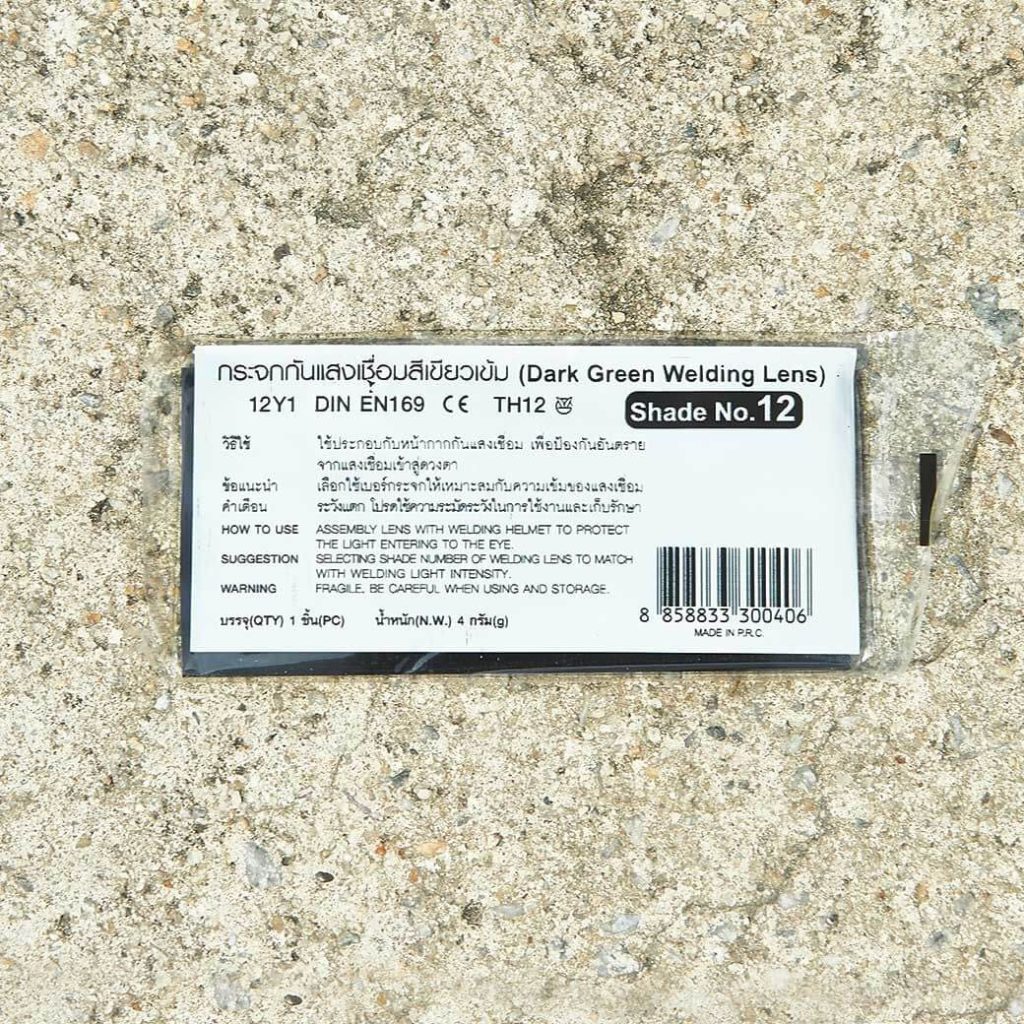 กระจกกันแสงเชื่อมสีเขียวเข้ม (Dark Green Welding Lens)
12Y1 DIN EN169 CE TH12 Shade No.12
วิธีใช้ ใช้ประกอบกับหน้ากากกันแสงเชื่อม เพื่อป้องกันอันตราย
จากแสงเชื่อมเข้าสู่ดวงตา
ข้อแนะนำ เลือกใช้เบอร์กระจกให้เหมาะสมกับความเข้มของแสงเชื่อม
คำเตือน ระวังแตก โปรดใช้ความระมัดระวังในการใช้งานและเก็บรักษา
HOW TO USE ASSEMBLY LENS WITH WELDING HELMET TO PROTECT
THE LIGHT ENTERING TO THE EYE.
SUGGESTION SELECTING SHADE NUMBER OF WELDING LENS TO MATCH
WITH WELDING LIGHT INTENSITY.
WARNING FRAGILE. BE CAREFUL WHEN USING AND STORAGE.
บรรจุ(QTY) 1 ชิ้น(PC) น้ำหนัก(N.W.) 4 กรัม(g)
8 858833 300406
MADE IN P.R.C.